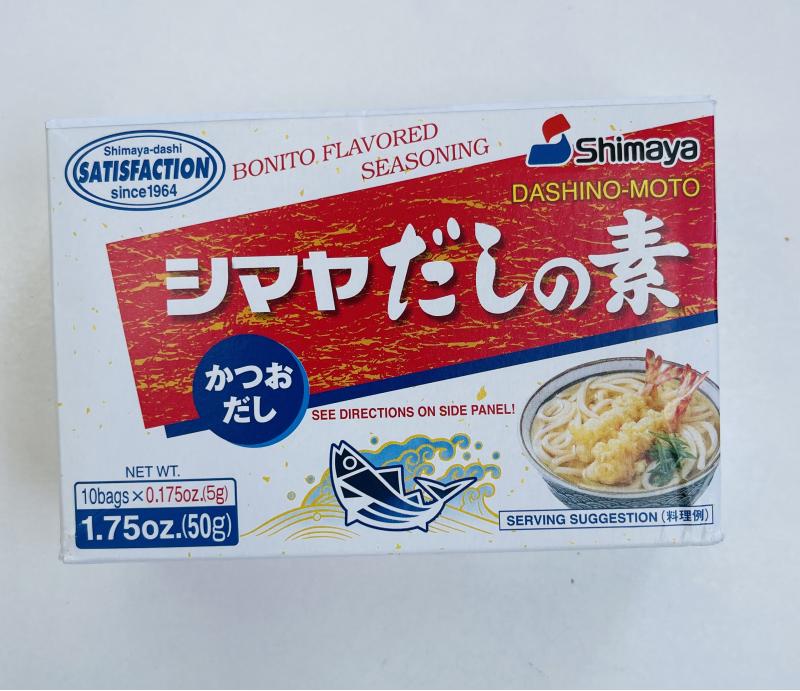 Shimaya-dashi
SATISFACTION
since1964
BONITO FLAVORED
SEASONING
Shimaya
DASHINO-MOTO
シマヤだしの素
かつお
だし
SEE DIRECTIONS ON SIDE PANEL!
NET WT.
10bags×0.175oz.(5g)
1.75oz.(50g)
SERVING SUGGESTION (料理例)